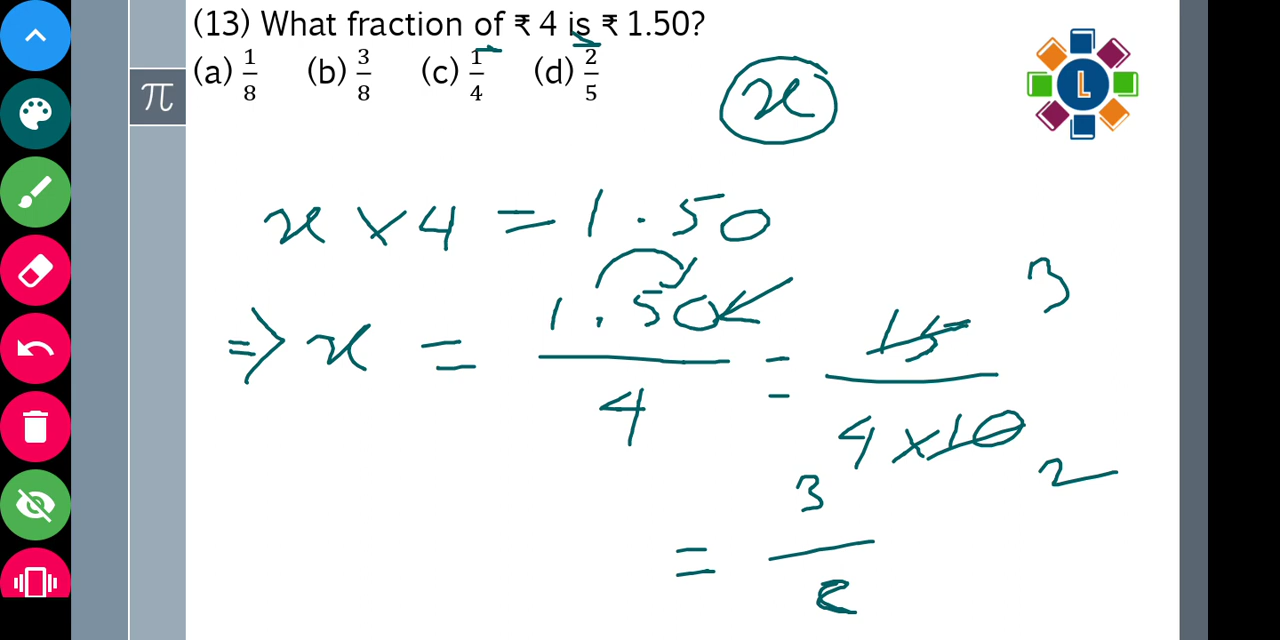 (13) What fraction of ₹ 4 is ₹ 1.50?
(a) 1/8 (b) 3/8 (c) 1/4 (d) 2/5
π
L
x
x × 4 = 1.50
⇒ x = 1.50/4 = 15/(4 × 10)
3
2
= 3/8